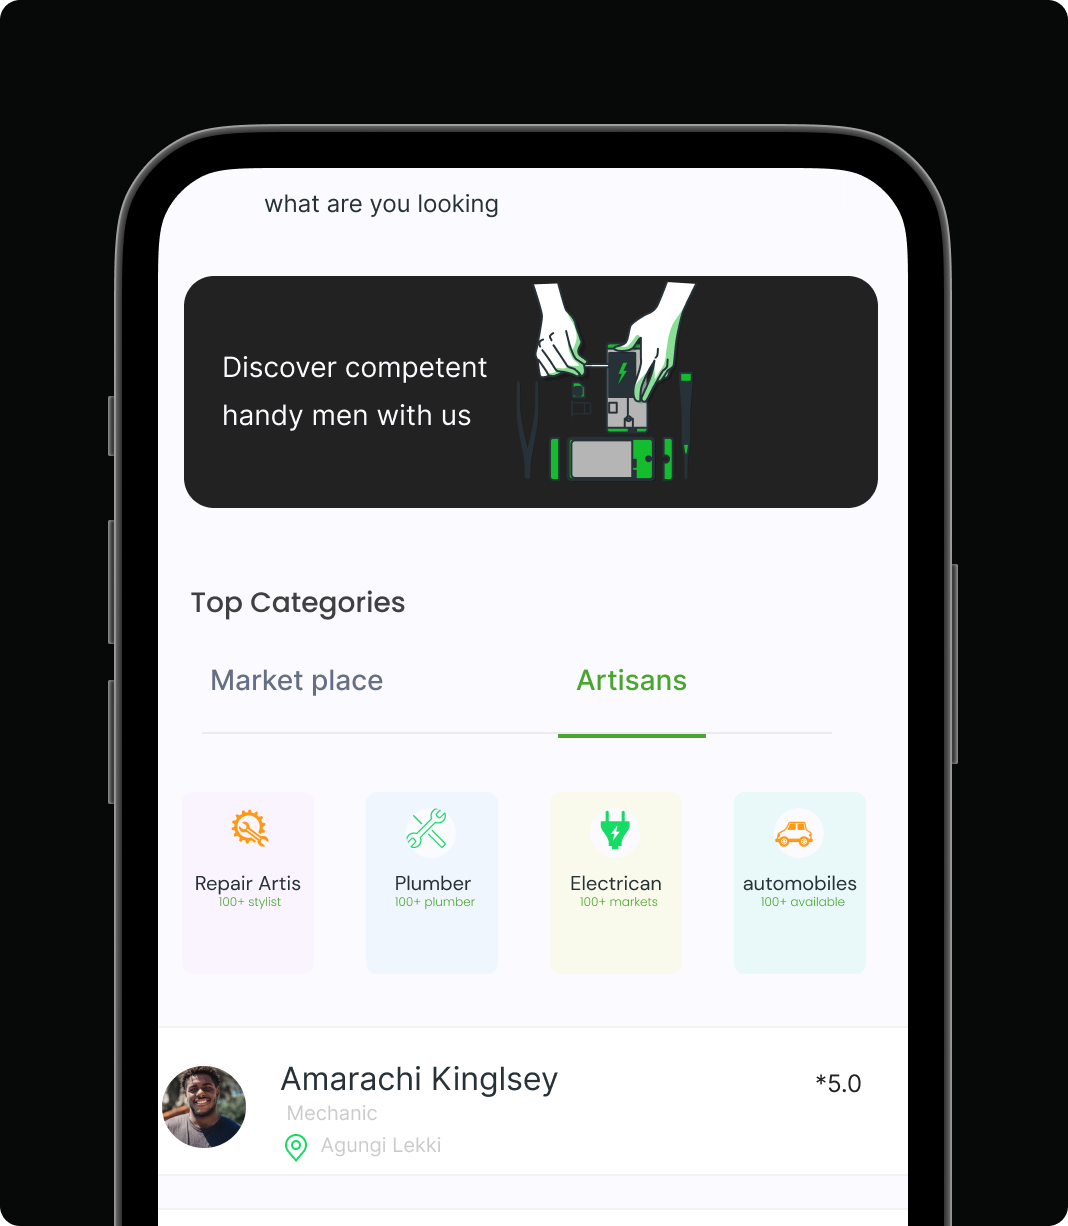 what are you looking
Discover competent
handy men with us
Top Categories
Market place
Artisans
Repair Artis
100+ stylist
Plumber
100+ plumber
Electrican
100+ markets
automobiles
100+ available
Amarachi Kinglsey
*5.0
Mechanic
Agungi Lekki